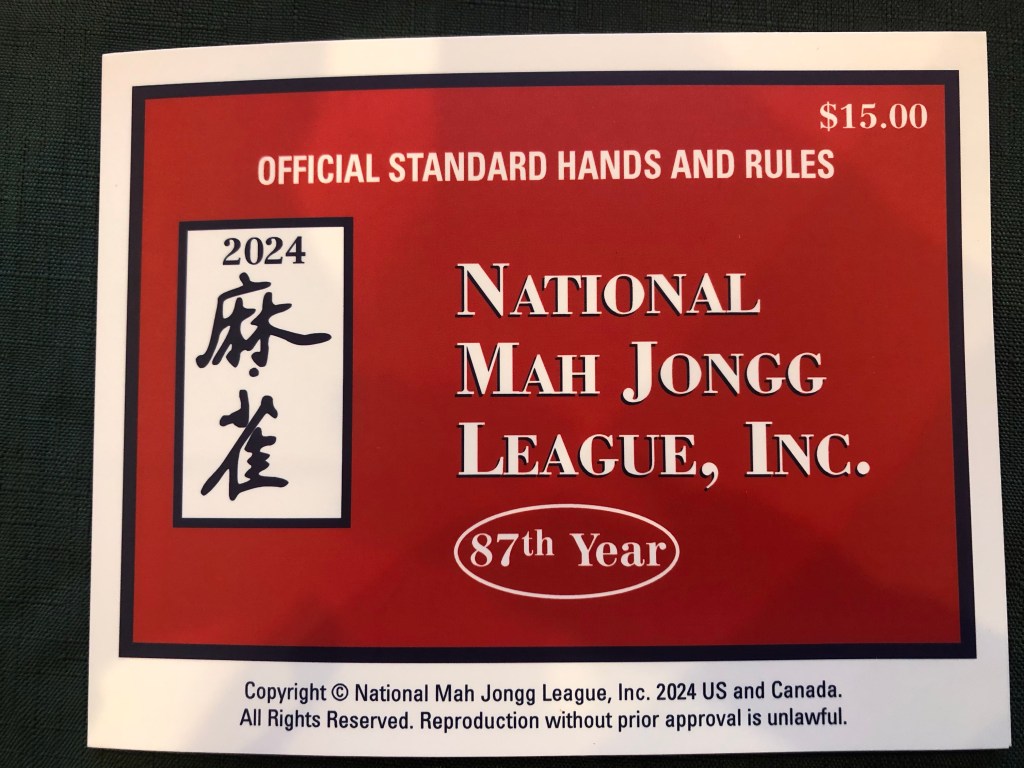 $15.00
OFFICIAL STANDARD HANDS AND RULES
2024
麻
雀
NATIONAL
MAH JONGG
LEAGUE, INC.
87th Year
Copyright © National Mah Jongg League, Inc. 2024 US and Canada.
All Rights Reserved. Reproduction without prior approval is unlawful.